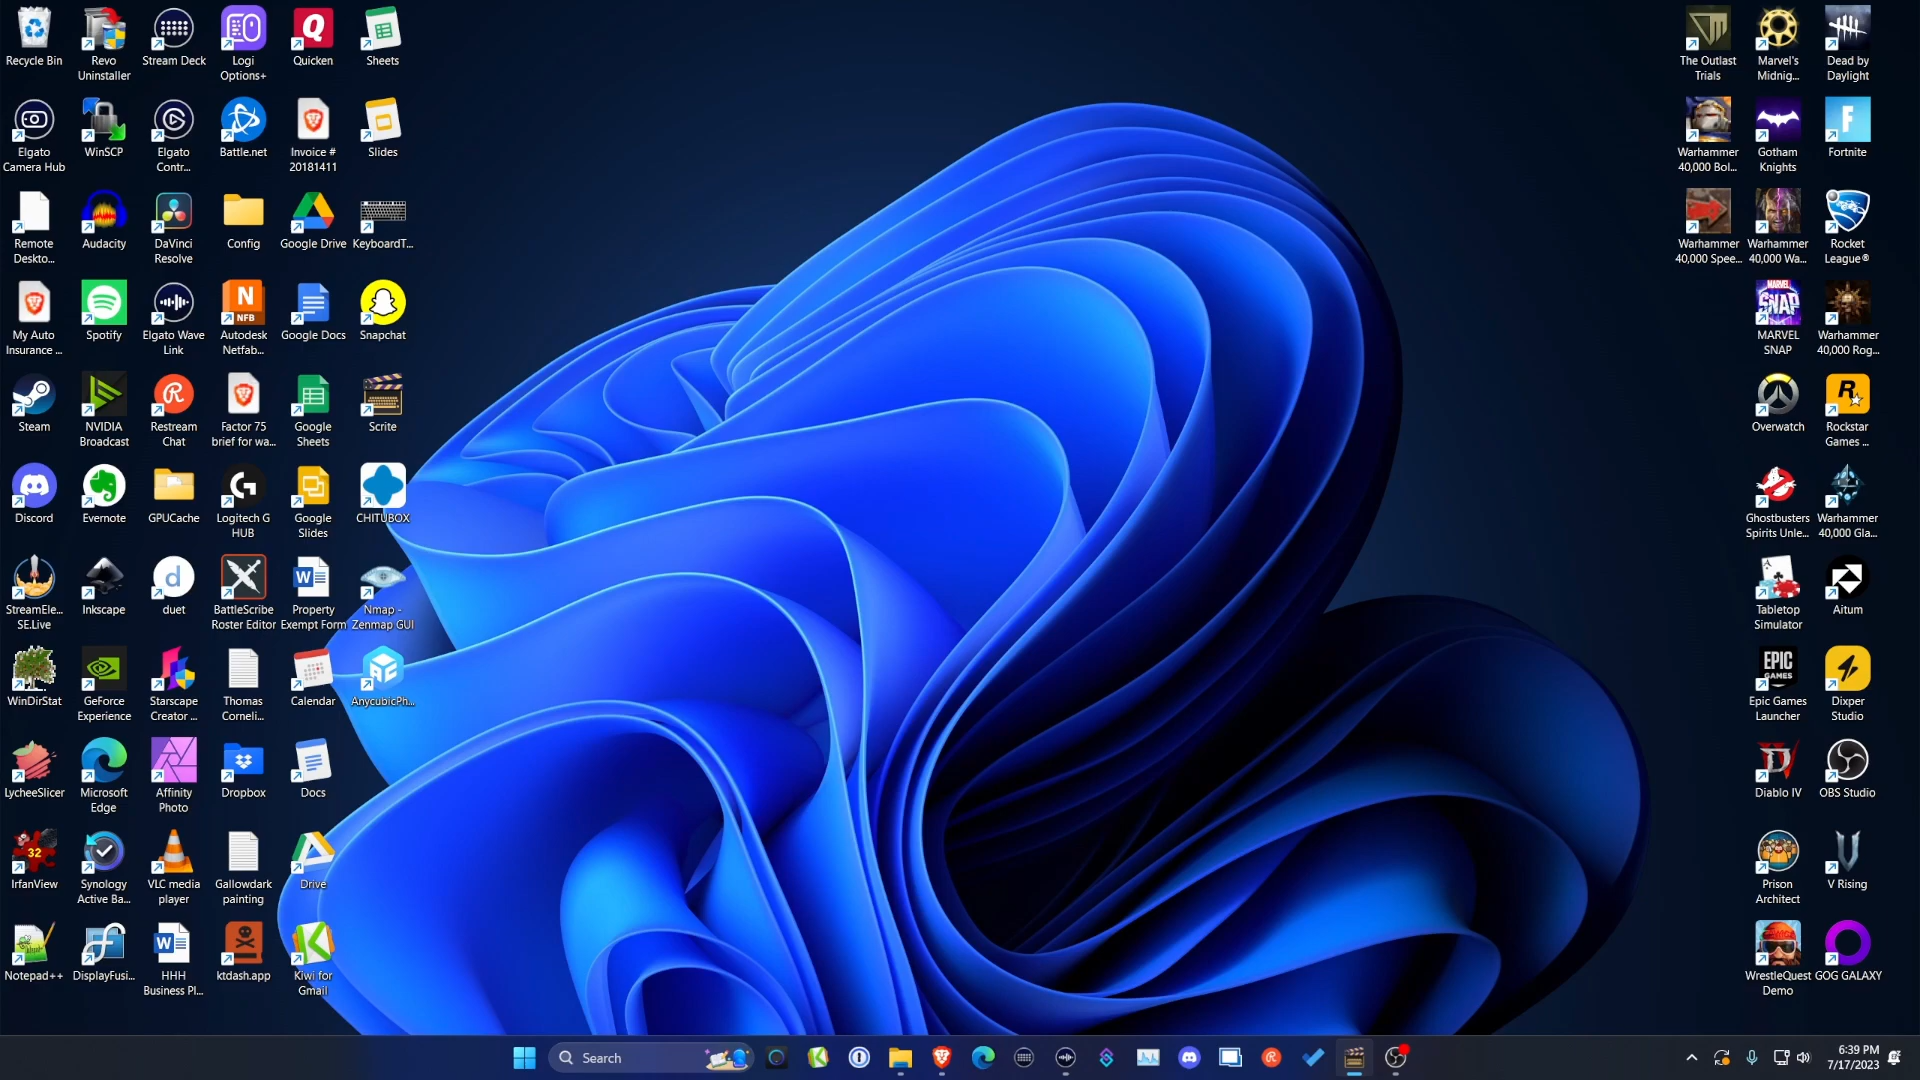 Recycle Bin
Revo
Uninstaller
Stream Deck
Logi
Options+
Quicken
Sheets
Elgato
Camera Hub
WinSCP
Elgato
Contr...
Battle.net
Invoice #
20181411
Slides
Remote
Deskto...
Audacity
DaVinci
Resolve
Config
Google Drive
KeyboardT...
My Auto
Insurance ...
Spotify
Elgato Wave
Link
NFB
Autodesk
Netfab...
Google Docs
Snapchat
Steam
NVIDIA
Broadcast
Restream
Chat
Factor 75
brief for wa...
Google
Sheets
Scrite
Discord
Evernote
GPUCache
Logitech G
HUB
Google
Slides
CHITUBOX
StreamEle...
SE.Live
Inkscape
duet
BattleScribe
Roster Editor
Property
Exempt Form
Nmap -
Zenmap GUI
WinDirStat
GeForce
Experience
Starscape
Creator ...
Thomas
Corneli...
Calendar
AnycubicPh...
LycheeSlicer
Microsoft
Edge
Affinity
Photo
Dropbox
Docs
32
IrfanView
Synology
Active Ba...
VLC media
player
Gallowdark
painting
Drive
Notepad++
DisplayFusi...
HHH
Business Pl...
ktdash.app
Kiwi for
Gmail
The Outlast
Trials
Marvel's
Midnig...
Dead by
Daylight
Warhammer
40,000 Bol...
Gotham
Knights
Fortnite
Warhammer
40,000 Spee...
Warhammer
40,000 Wa...
Rocket
League®
MARVEL
SNAP
MARVEL
SNAP
Warhammer
40,000 Rog...
Overwatch
Rockstar
Games ...
Ghostbusters
Spirits Unle...
Warhammer
40,000 Gla...
Tabletop
Simulator
Aitum
EPIC
GAMES
Epic Games
Launcher
Dixper
Studio
Diablo IV
OBS Studio
Prison
Architect
V Rising
WrestleQuest
Demo
GOG GALAXY
Search
6:39 PM
7/17/2023